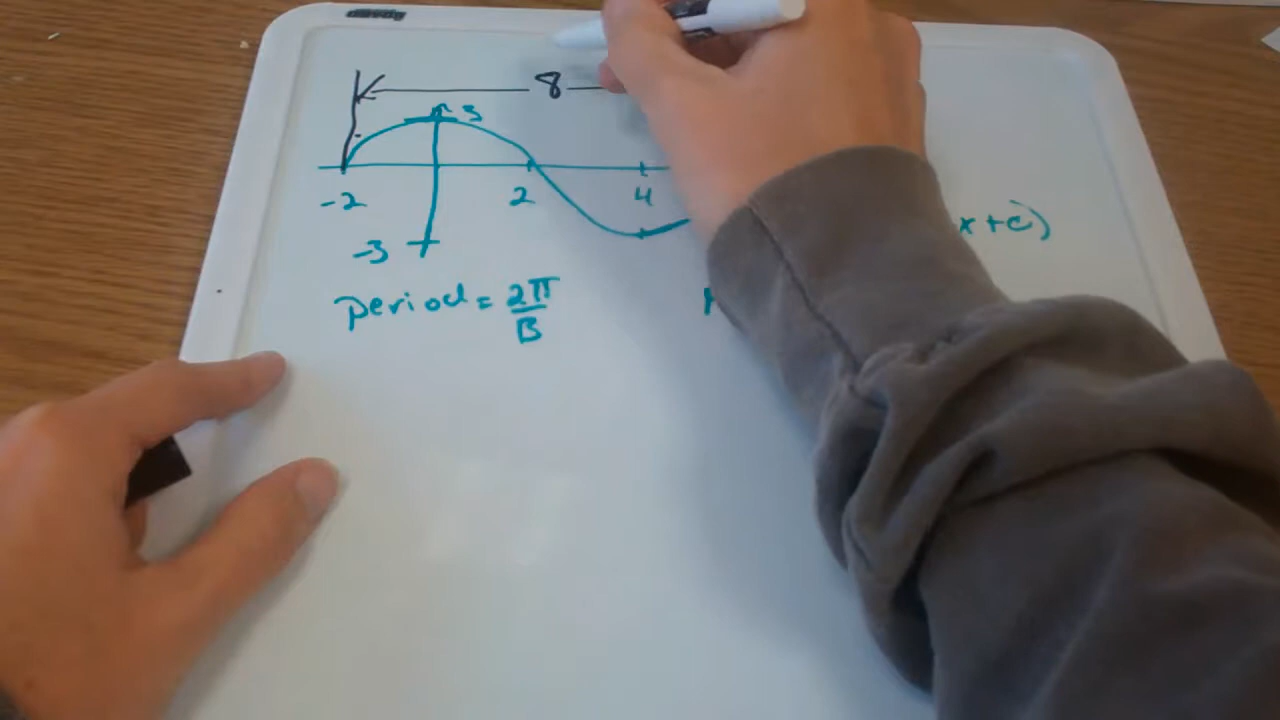 8
3
-2 2 4
x+c)
-3
period = 2π/B